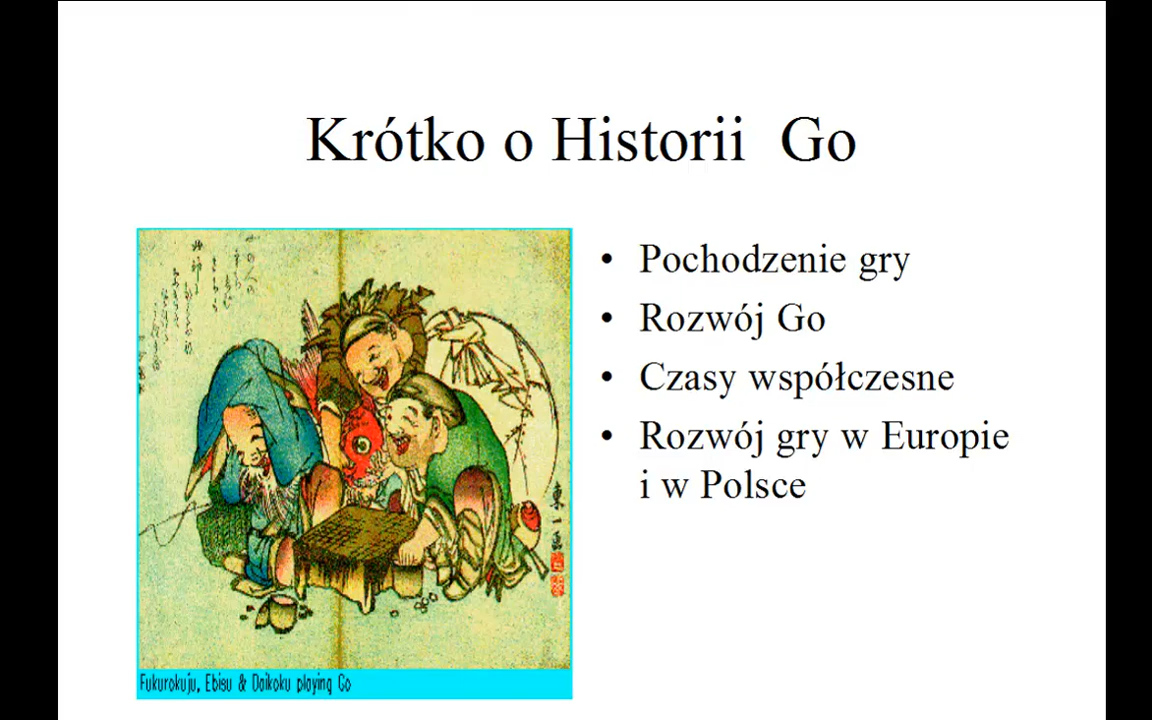 Krótko o Historii Go
• Pochodzenie gry
• Rozwój Go
• Czasy współczesne
• Rozwój gry w Europie
i w Polsce
Fukurokuju, Ebisu & Daikoku playing Go